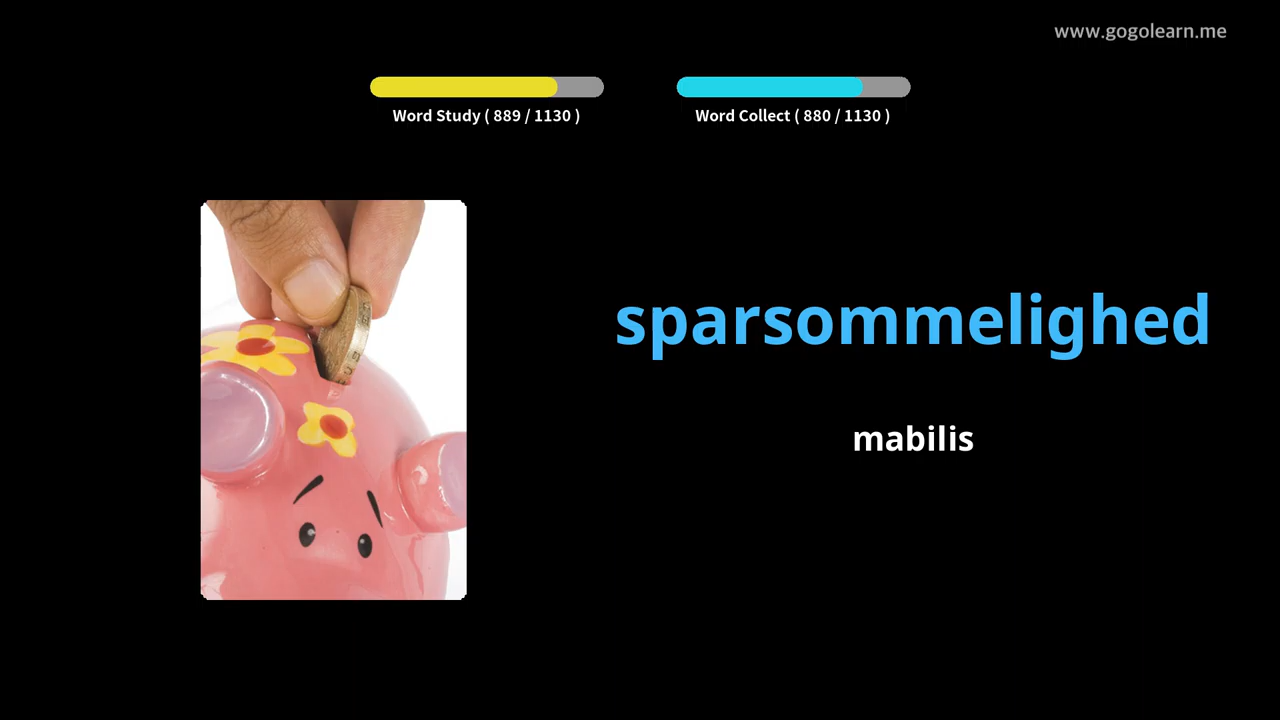 www.gogolearn.me
Word Study ( 889 / 1130 )
Word Collect ( 880 / 1130 )
sparsommelighed
mabilis